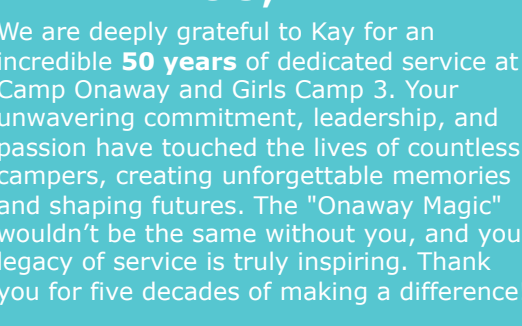 We are deeply grateful to Kay for an
incredible 50 years of dedicated service at
Camp Onaway and Girls Camp 3. Your
unwavering commitment, leadership, and
passion have touched the lives of countless
campers, creating unforgettable memories
and shaping futures. The "Onaway Magic"
wouldn’t be the same without you, and you
legacy of service is truly inspiring. Thank
you for five decades of making a difference